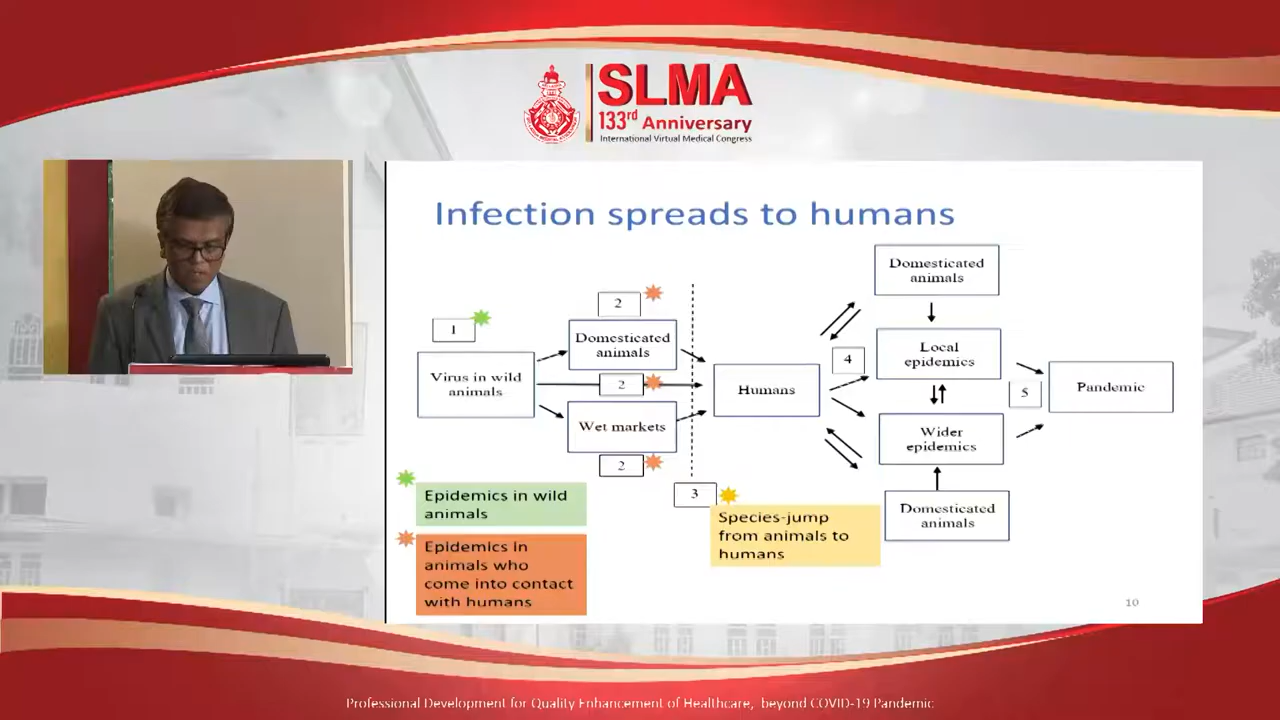 SLMA
133rd Anniversary
International Virtual Medical Congress
Infection spreads to humans
1
Virus in wild
animals
2
Domesticated
animals
2
Wet markets
2
3
Humans
4
Domesticated
animals
Local
epidemics
Wider
epidemics
Domesticated
animals
5
Pandemic
Epidemics in wild
animals
Epidemics in
animals who
come into contact
with humans
Species-jump
from animals to
humans
10
Professional Development for Quality Enhancement of Healthcare, beyond COVID-19 Pandemic